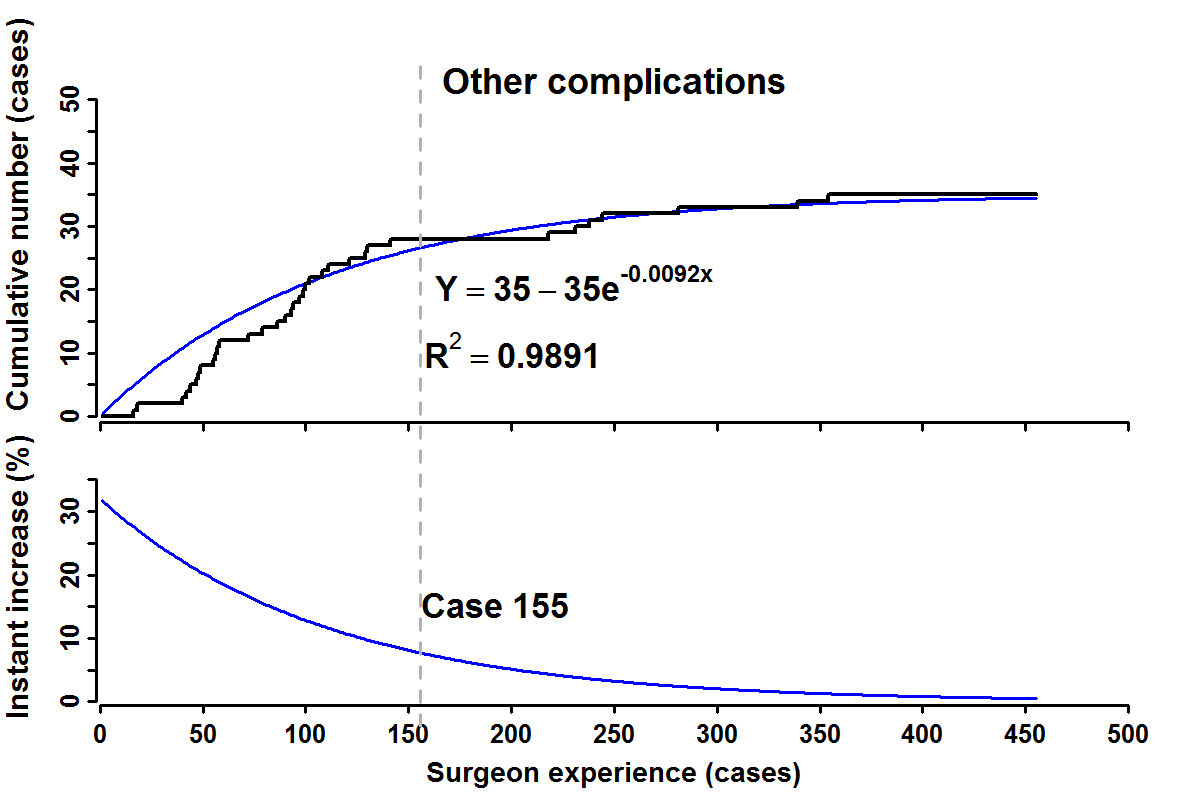 Other complications
Cumulative number (cases)
50
40
30
20
10
0
Y = 35 − 35e^-0.0092x
R² = 0.9891
Instant increase (%)
30
20
10
0
Case 155
0 50 100 150 200 250 300 350 400 450 500
Surgeon experience (cases)